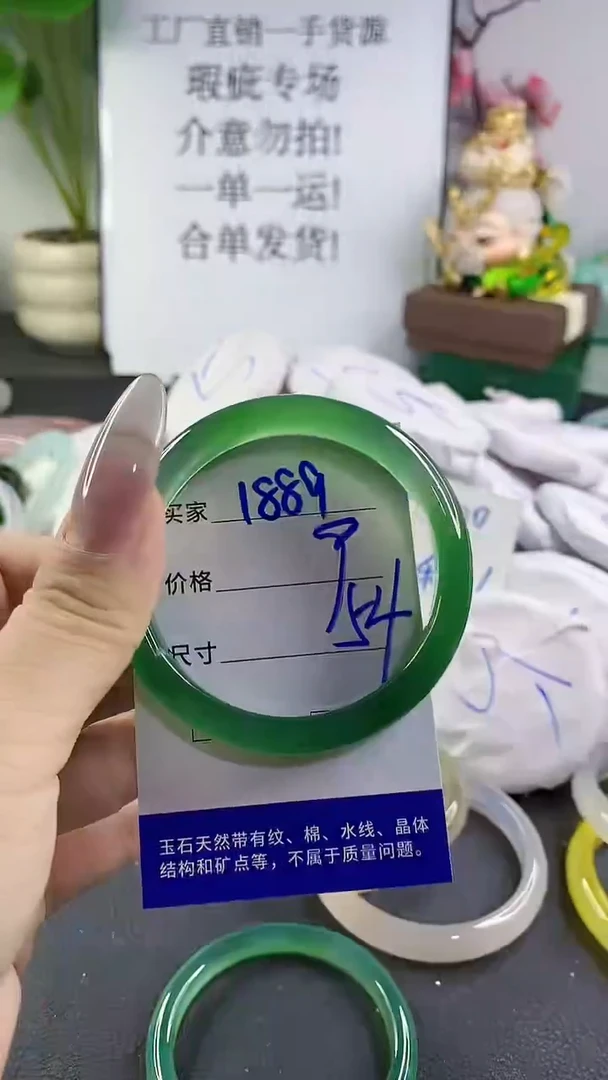 工厂直销一手货源
瑕疵专场
介意勿拍!
一单一运!
合单发货!
买家 1889
价格
尺寸 54
玉石天然带有纹、棉、水线、晶体
结构和矿点等，不属于质量问题。